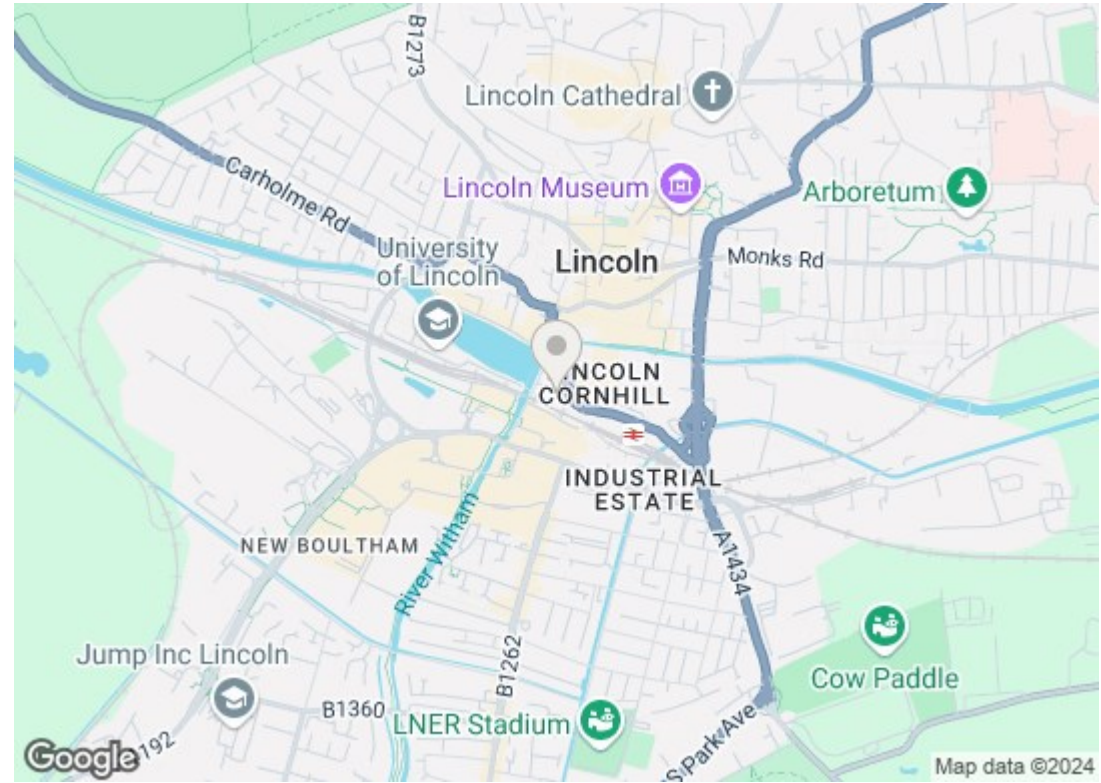 B1273
Lincoln Cathedral
Lincoln Museum
Arboretum
Carholme Rd
University
of Lincoln
Lincoln
Monks Rd
CORNHILL
INDUSTRIAL
ESTATE
NEW BOULTHAM
River Witham
A1434
Jump Inc Lincoln
B1262
Cow Paddle
B1360
LNER Stadium
S Park Ave
Google
Map data ©2024